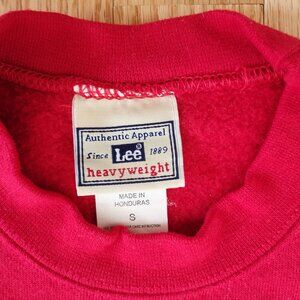 Authentic Apparel
Since Lee® 1889
heavyweight
MADE IN
HONDURAS
S